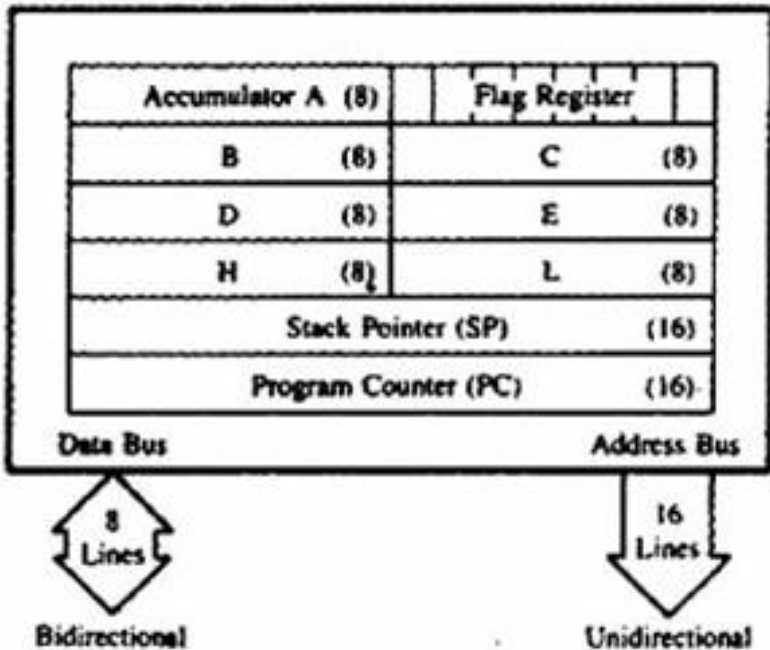 Accumulator A (8) Flag Register
B (8) C (8)
D (8) E (8)
H (8) L (8)
Stack Pointer (SP) (16)
Program Counter (PC) (16)
Data Bus Address Bus
8 Lines
16 Lines
Bidirectional Unidirectional